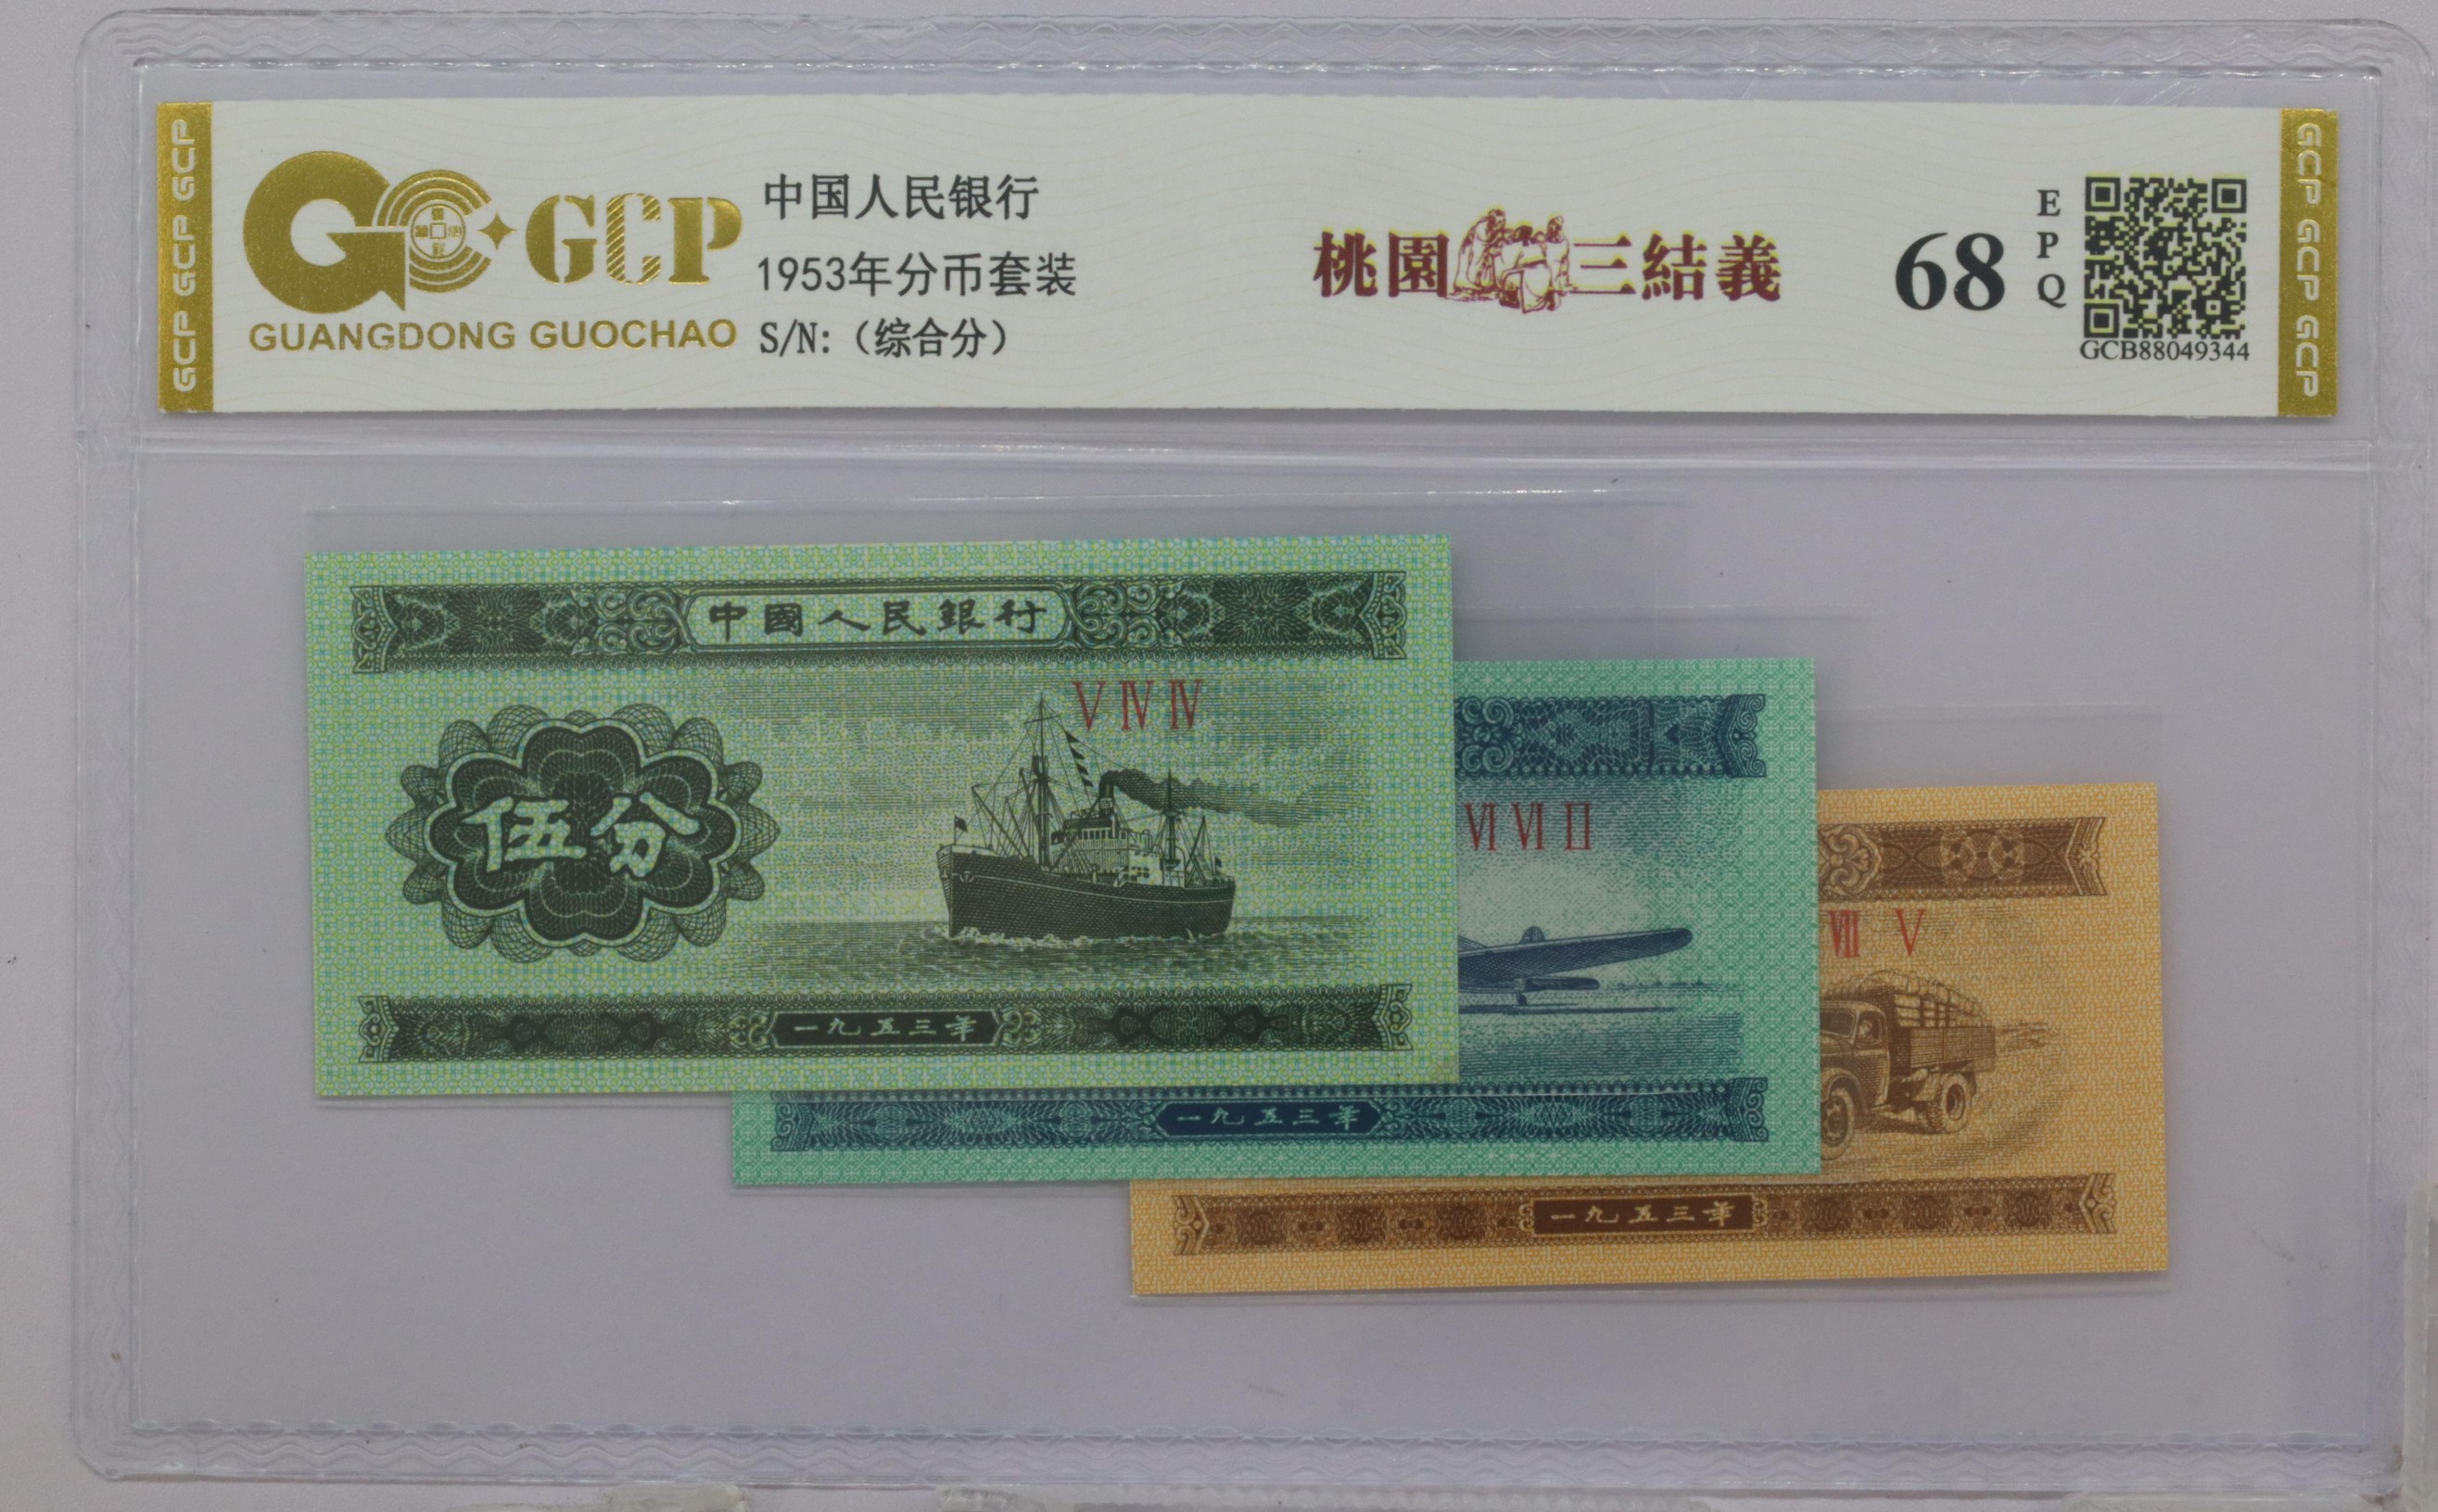 GCP GCP GCP
GCP
GUANGDONG GUOCHAO
中国人民银行
1953年分币套装
S/N:（综合分）
桃園三結義
68
EPQ
GCB88049344
GCP GCP GCP
中國人民銀行
V IV IV
伍分
一九五三年
VI VI II
一九五三年
VII V
一九五三年